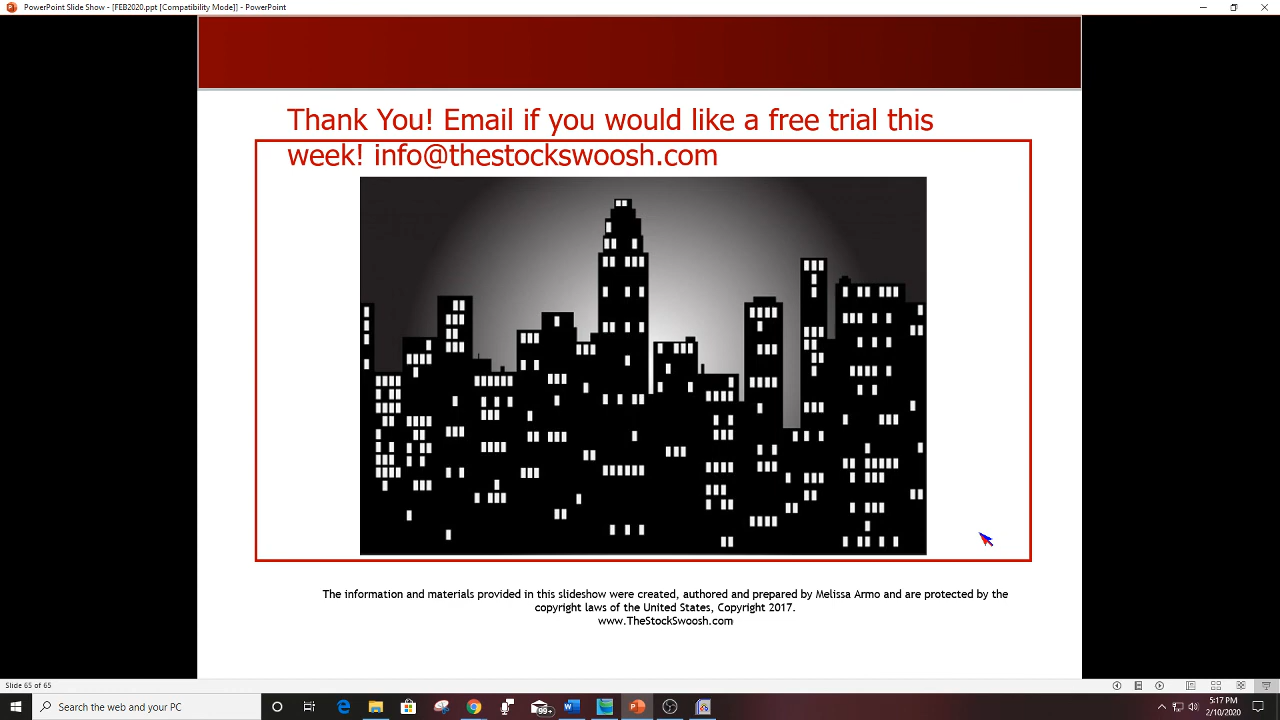 PowerPoint Slide Show - [FEB2020.ppt [Compatibility Mode]] - PowerPoint
Thank You! Email if you would like a free trial this
week! info@thestockswoosh.com
The information and materials provided in this slideshow were created, authored and prepared by Melissa Armo and are protected by the
copyright laws of the United States, Copyright 2017.
www.TheStockSwoosh.com
Slide 65 of 65
Search the web and your PC
99+
5:17 PM
2/10/2020